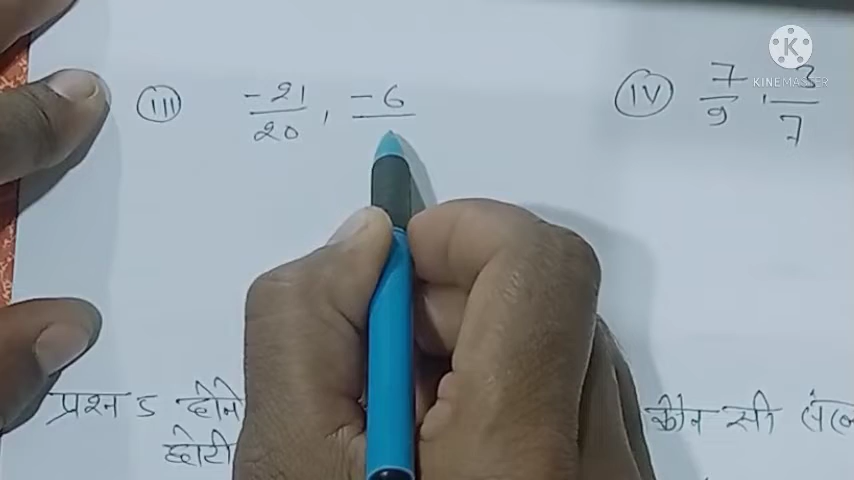 (III) -21/20 , -6/
(IV) 7/9 , 3/7
KINEMASTER
प्रश्न 5 कौन सी
छोटी